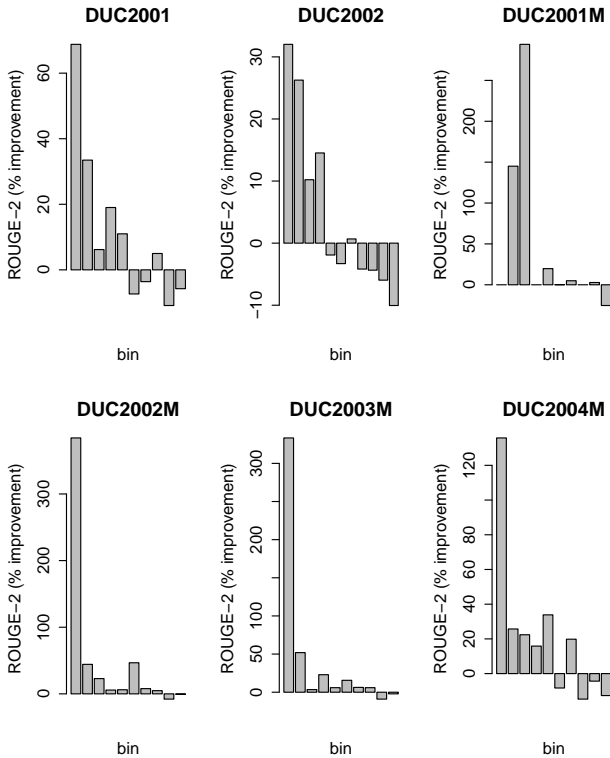 DUC2001
ROUGE−2 (% improvement)
0
20
40
60
bin
DUC2002
ROUGE−2 (% improvement)
−10
0
10
20
30
bin
DUC2001M
ROUGE−2 (% improvement)
0
50
100
200
bin
DUC2002M
ROUGE−2 (% improvement)
0
100
200
300
bin
DUC2003M
ROUGE−2 (% improvement)
0
50
100
200
300
bin
DUC2004M
ROUGE−2 (% improvement)
0
20
40
60
80
120
bin